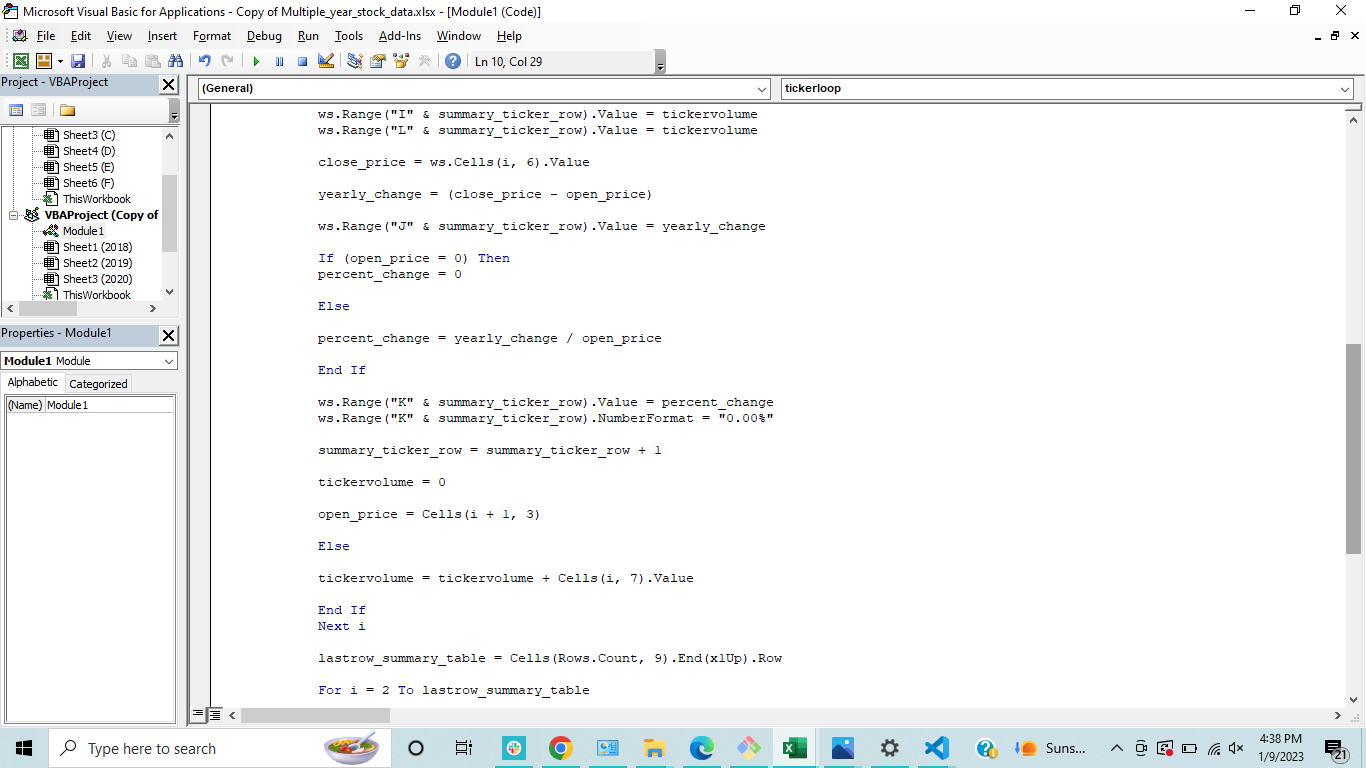 Microsoft Visual Basic for Applications - Copy of Multiple_year_stock_data.xlsx - [Module1 (Code)]
File Edit View Insert Format Debug Run Tools Add-Ins Window Help
Ln 10, Col 29
Project - VBAProject
(General)
tickerloop
Sheet3 (C)
Sheet4 (D)
Sheet5 (E)
Sheet6 (F)
ThisWorkbook
VBAProject (Copy of
Module1
Sheet1 (2018)
Sheet2 (2019)
Sheet3 (2020)
ThisWorkbook
Properties - Module1
Module1 Module
Alphabetic Categorized
(Name) Module1
ws.Range("I" & summary_ticker_row).Value = tickervolume
ws.Range("L" & summary_ticker_row).Value = tickervolume
close_price = ws.Cells(i, 6).Value
yearly_change = (close_price - open_price)
ws.Range("J" & summary_ticker_row).Value = yearly_change
If (open_price = 0) Then
percent_change = 0
Else
percent_change = yearly_change / open_price
End If
ws.Range("K" & summary_ticker_row).Value = percent_change
ws.Range("K" & summary_ticker_row).NumberFormat = "0.00%"
summary_ticker_row = summary_ticker_row + 1
tickervolume = 0
open_price = Cells(i + 1, 3)
Else
tickervolume = tickervolume + Cells(i, 7).Value
End If
Next i
lastrow_summary_table = Cells(Rows.Count, 9).End(xlUp).Row
For i = 2 To lastrow_summary_table
Type here to search
Suns...
4:38 PM
1/9/2023
21